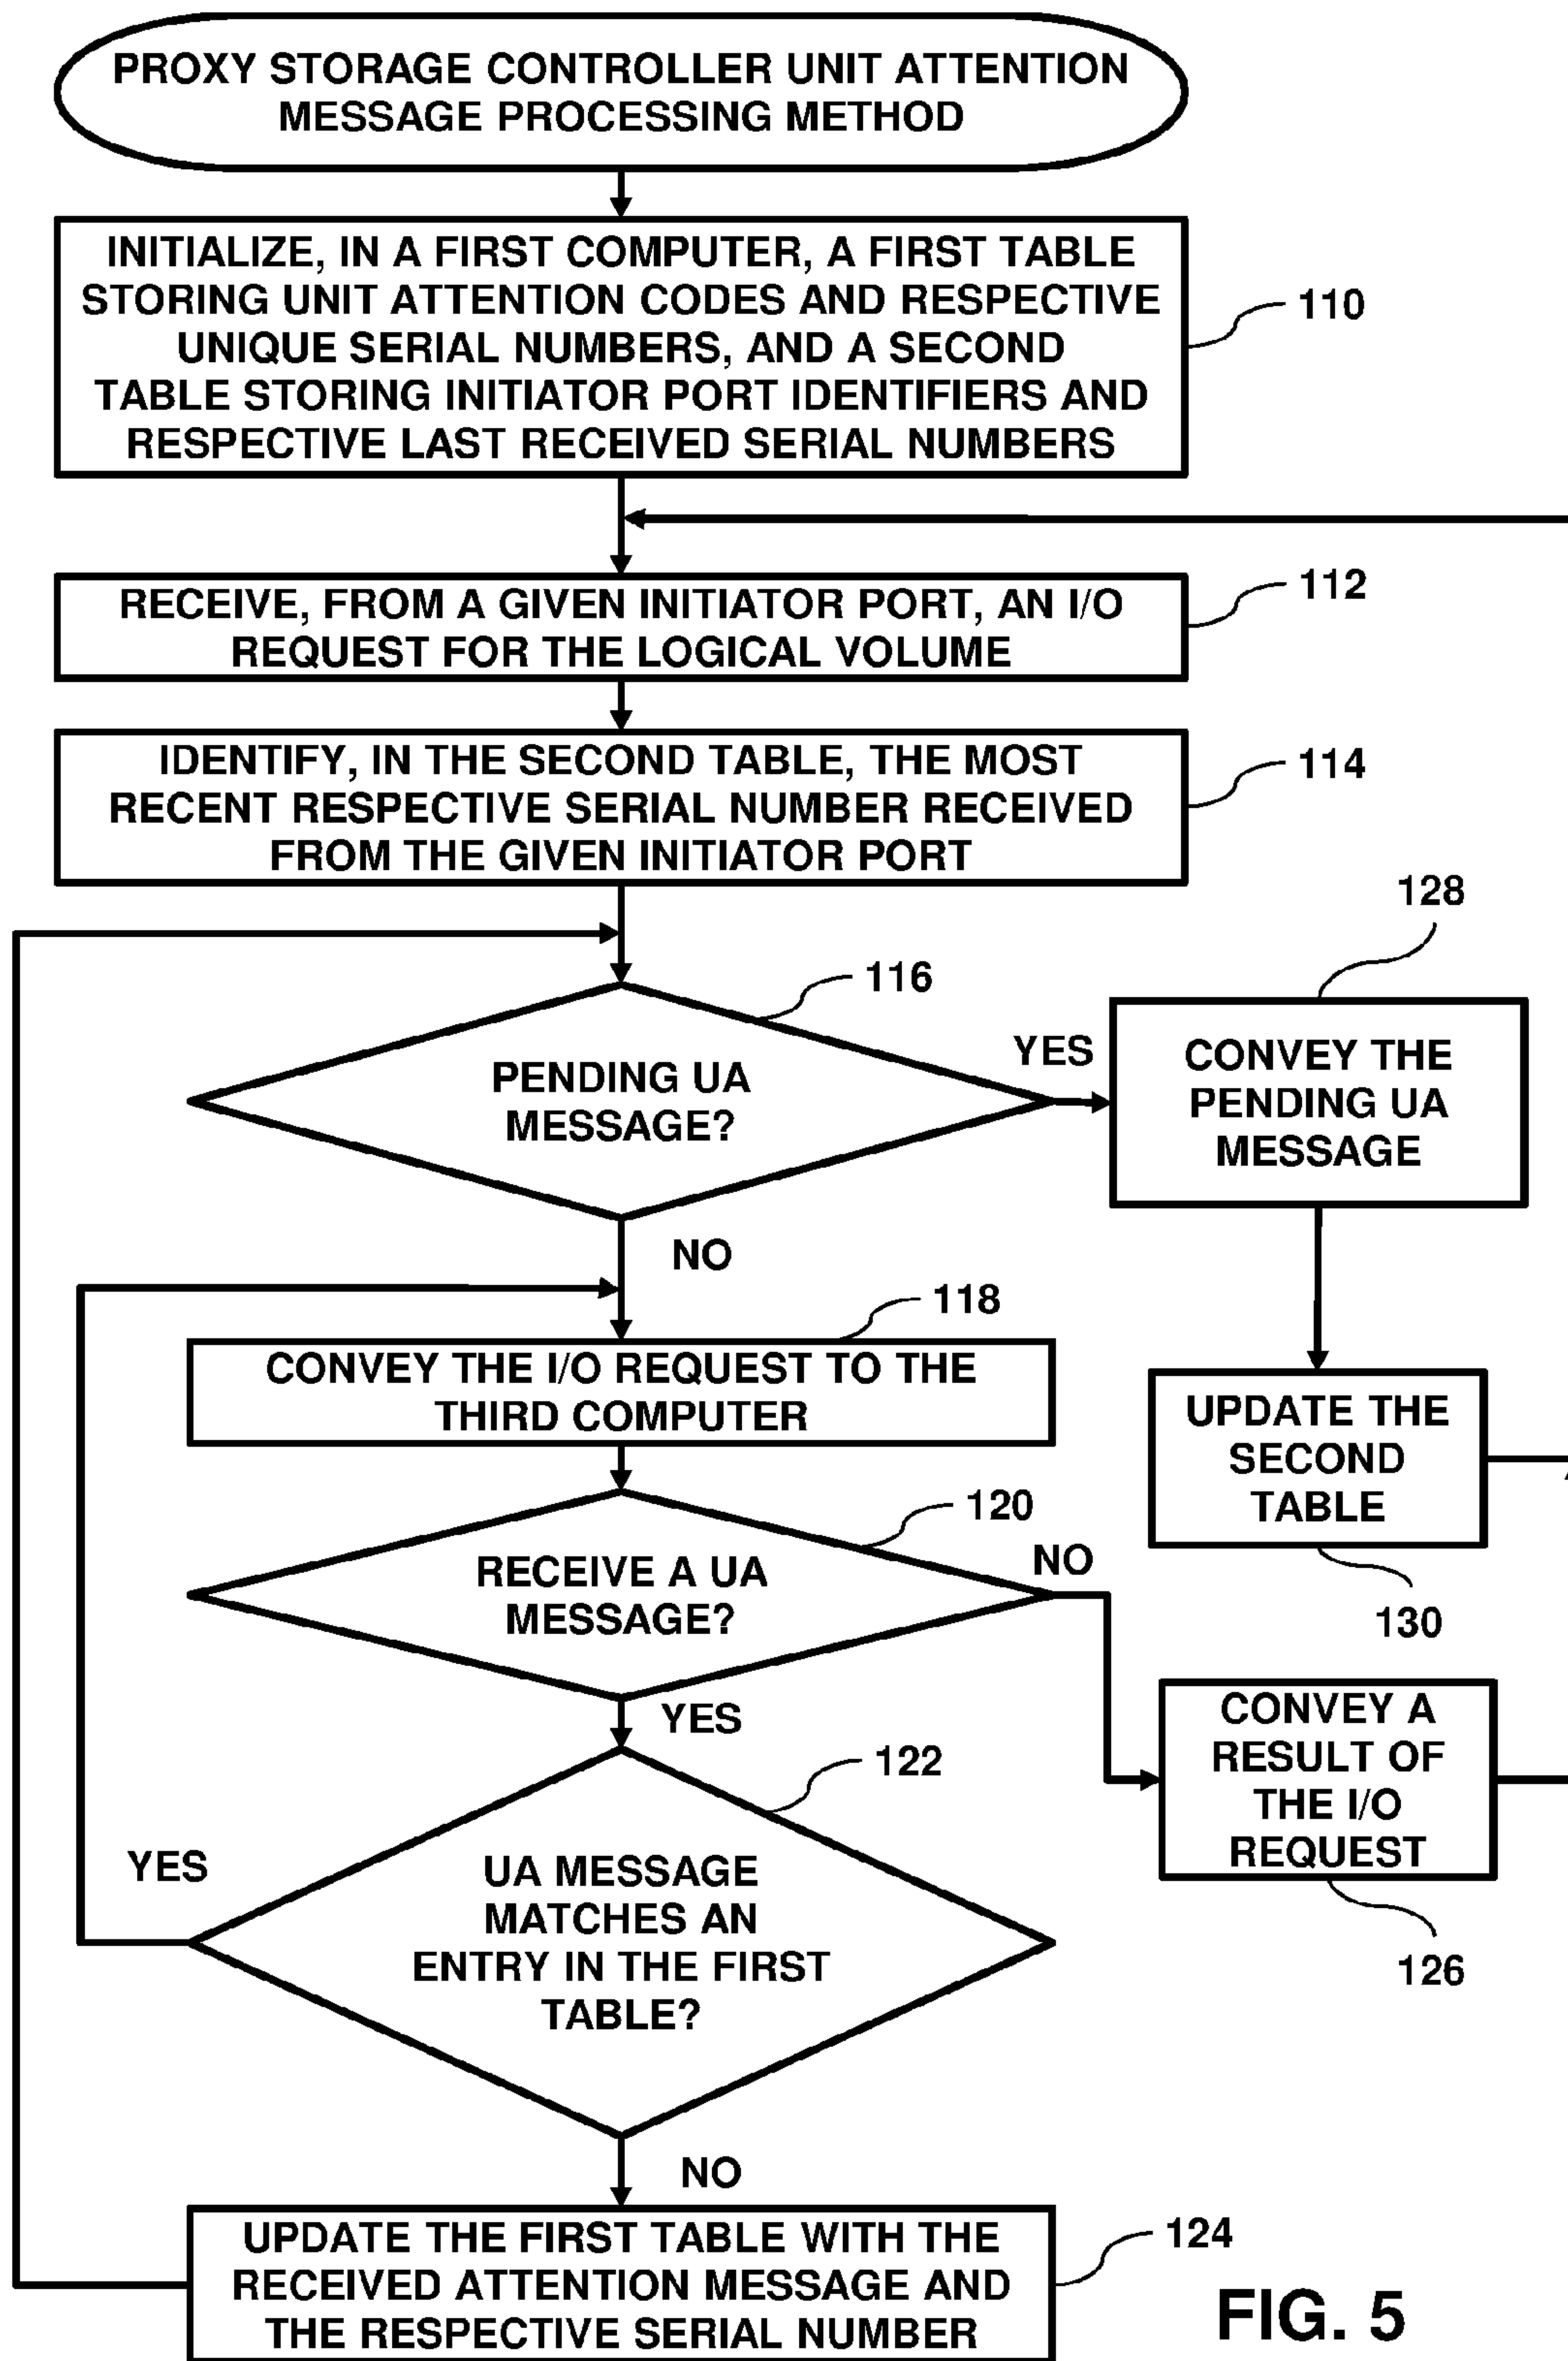 PROXY STORAGE CONTROLLER UNIT ATTENTION
MESSAGE PROCESSING METHOD
INITIALIZE, IN A FIRST COMPUTER, A FIRST TABLE
STORING UNIT ATTENTION CODES AND RESPECTIVE
UNIQUE SERIAL NUMBERS, AND A SECOND
TABLE STORING INITIATOR PORT IDENTIFIERS AND
RESPECTIVE LAST RECEIVED SERIAL NUMBERS
110
RECEIVE, FROM A GIVEN INITIATOR PORT, AN I/O
REQUEST FOR THE LOGICAL VOLUME
112
IDENTIFY, IN THE SECOND TABLE, THE MOST
RECENT RESPECTIVE SERIAL NUMBER RECEIVED
FROM THE GIVEN INITIATOR PORT
114
PENDING UA
MESSAGE?
116
YES
NO
128
CONVEY THE
PENDING UA
MESSAGE
CONVEY THE I/O REQUEST TO THE
THIRD COMPUTER
118
UPDATE THE
SECOND
TABLE
130
RECEIVE A UA
MESSAGE?
120
NO
YES
CONVEY A
RESULT OF
THE I/O
REQUEST
126
UA MESSAGE
MATCHES AN
ENTRY IN THE FIRST
TABLE?
122
YES
NO
UPDATE THE FIRST TABLE WITH THE
RECEIVED ATTENTION MESSAGE AND
THE RESPECTIVE SERIAL NUMBER
124
FIG. 5